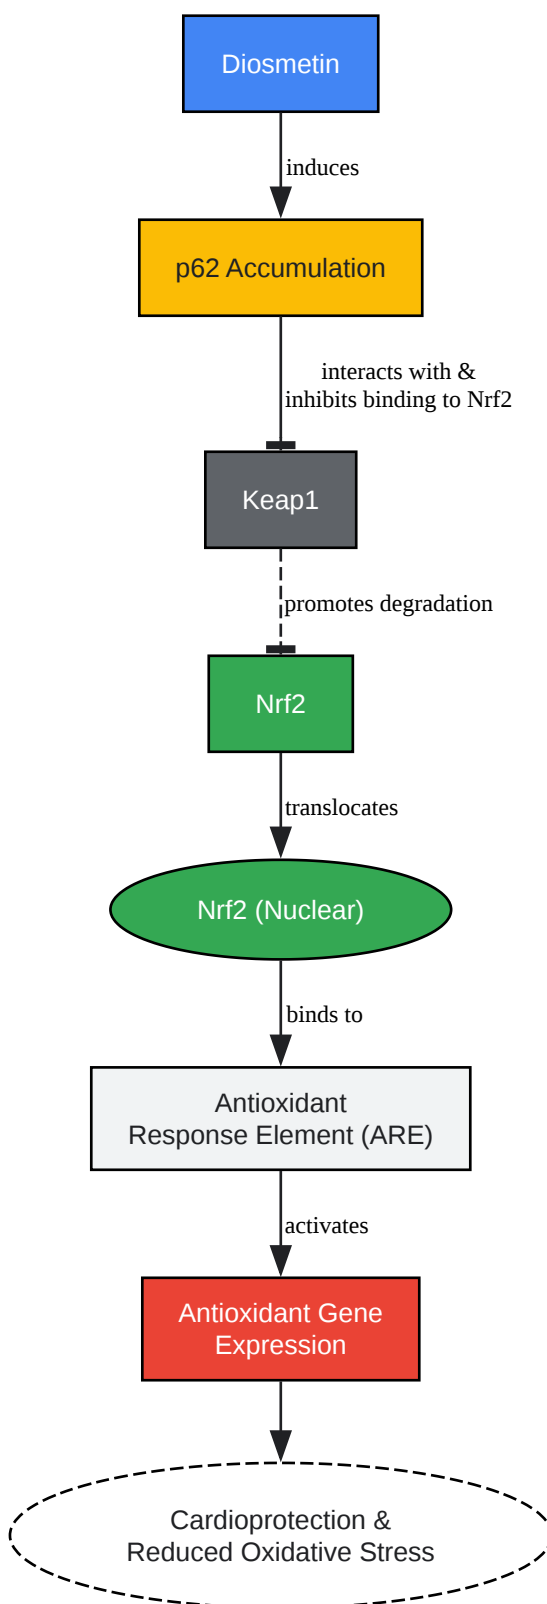 Diosmetin
induces
p62 Accumulation
interacts with &
inhibits binding to Nrf2
Keap1
promotes degradation
Nrf2
translocates
Nrf2 (Nuclear)
binds to
Antioxidant
Response Element (ARE)
activates
Antioxidant Gene
Expression
Cardioprotection &
Reduced Oxidative Stress